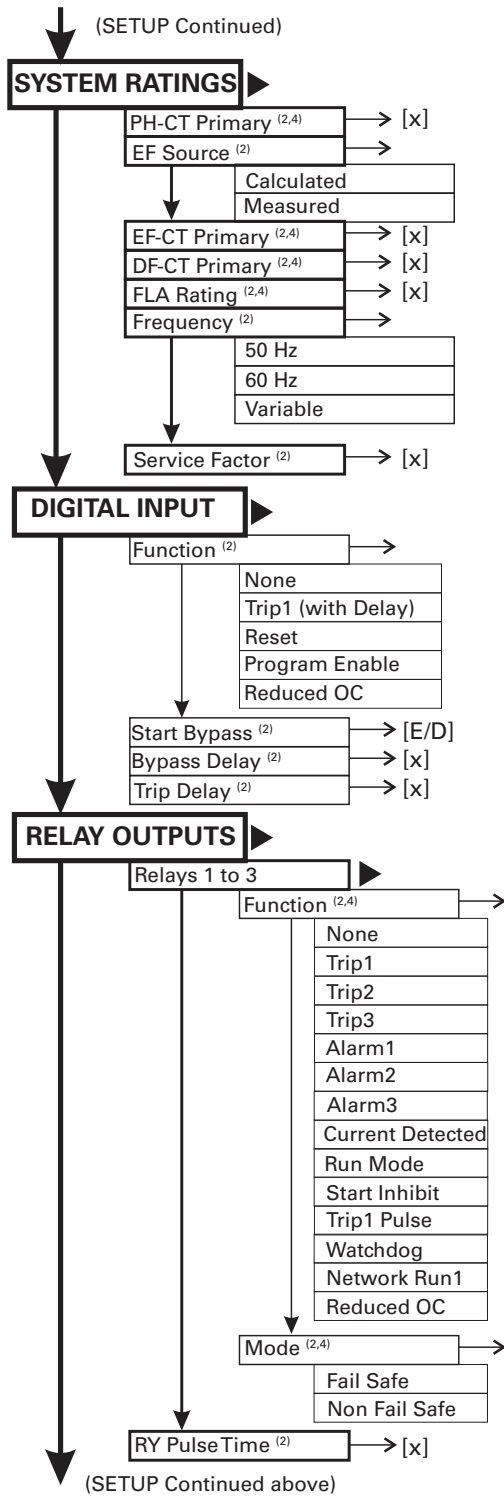 (SETUP Continued)
SYSTEM RATINGS
PH-CT Primary (2,4) [x]
EF Source (2)
Calculated
Measured
EF-CT Primary (2,4) [x]
DF-CT Primary (2,4) [x]
FLA Rating (2,4) [x]
Frequency (2)
50 Hz
60 Hz
Variable
Service Factor (2) [x]
DIGITAL INPUT
Function (2)
None
Trip1 (with Delay)
Reset
Program Enable
Reduced OC
Start Bypass (2) [E/D]
Bypass Delay (2) [x]
Trip Delay (2) [x]
RELAY OUTPUTS
Relays 1 to 3
Function (2,4)
None
Trip1
Trip2
Trip3
Alarm1
Alarm2
Alarm3
Current Detected
Run Mode
Start Inhibit
Trip1 Pulse
Watchdog
Network Run1
Reduced OC
Mode (2,4)
Fail Safe
Non Fail Safe
RY Pulse Time (2) [x]
(SETUP Continued above)